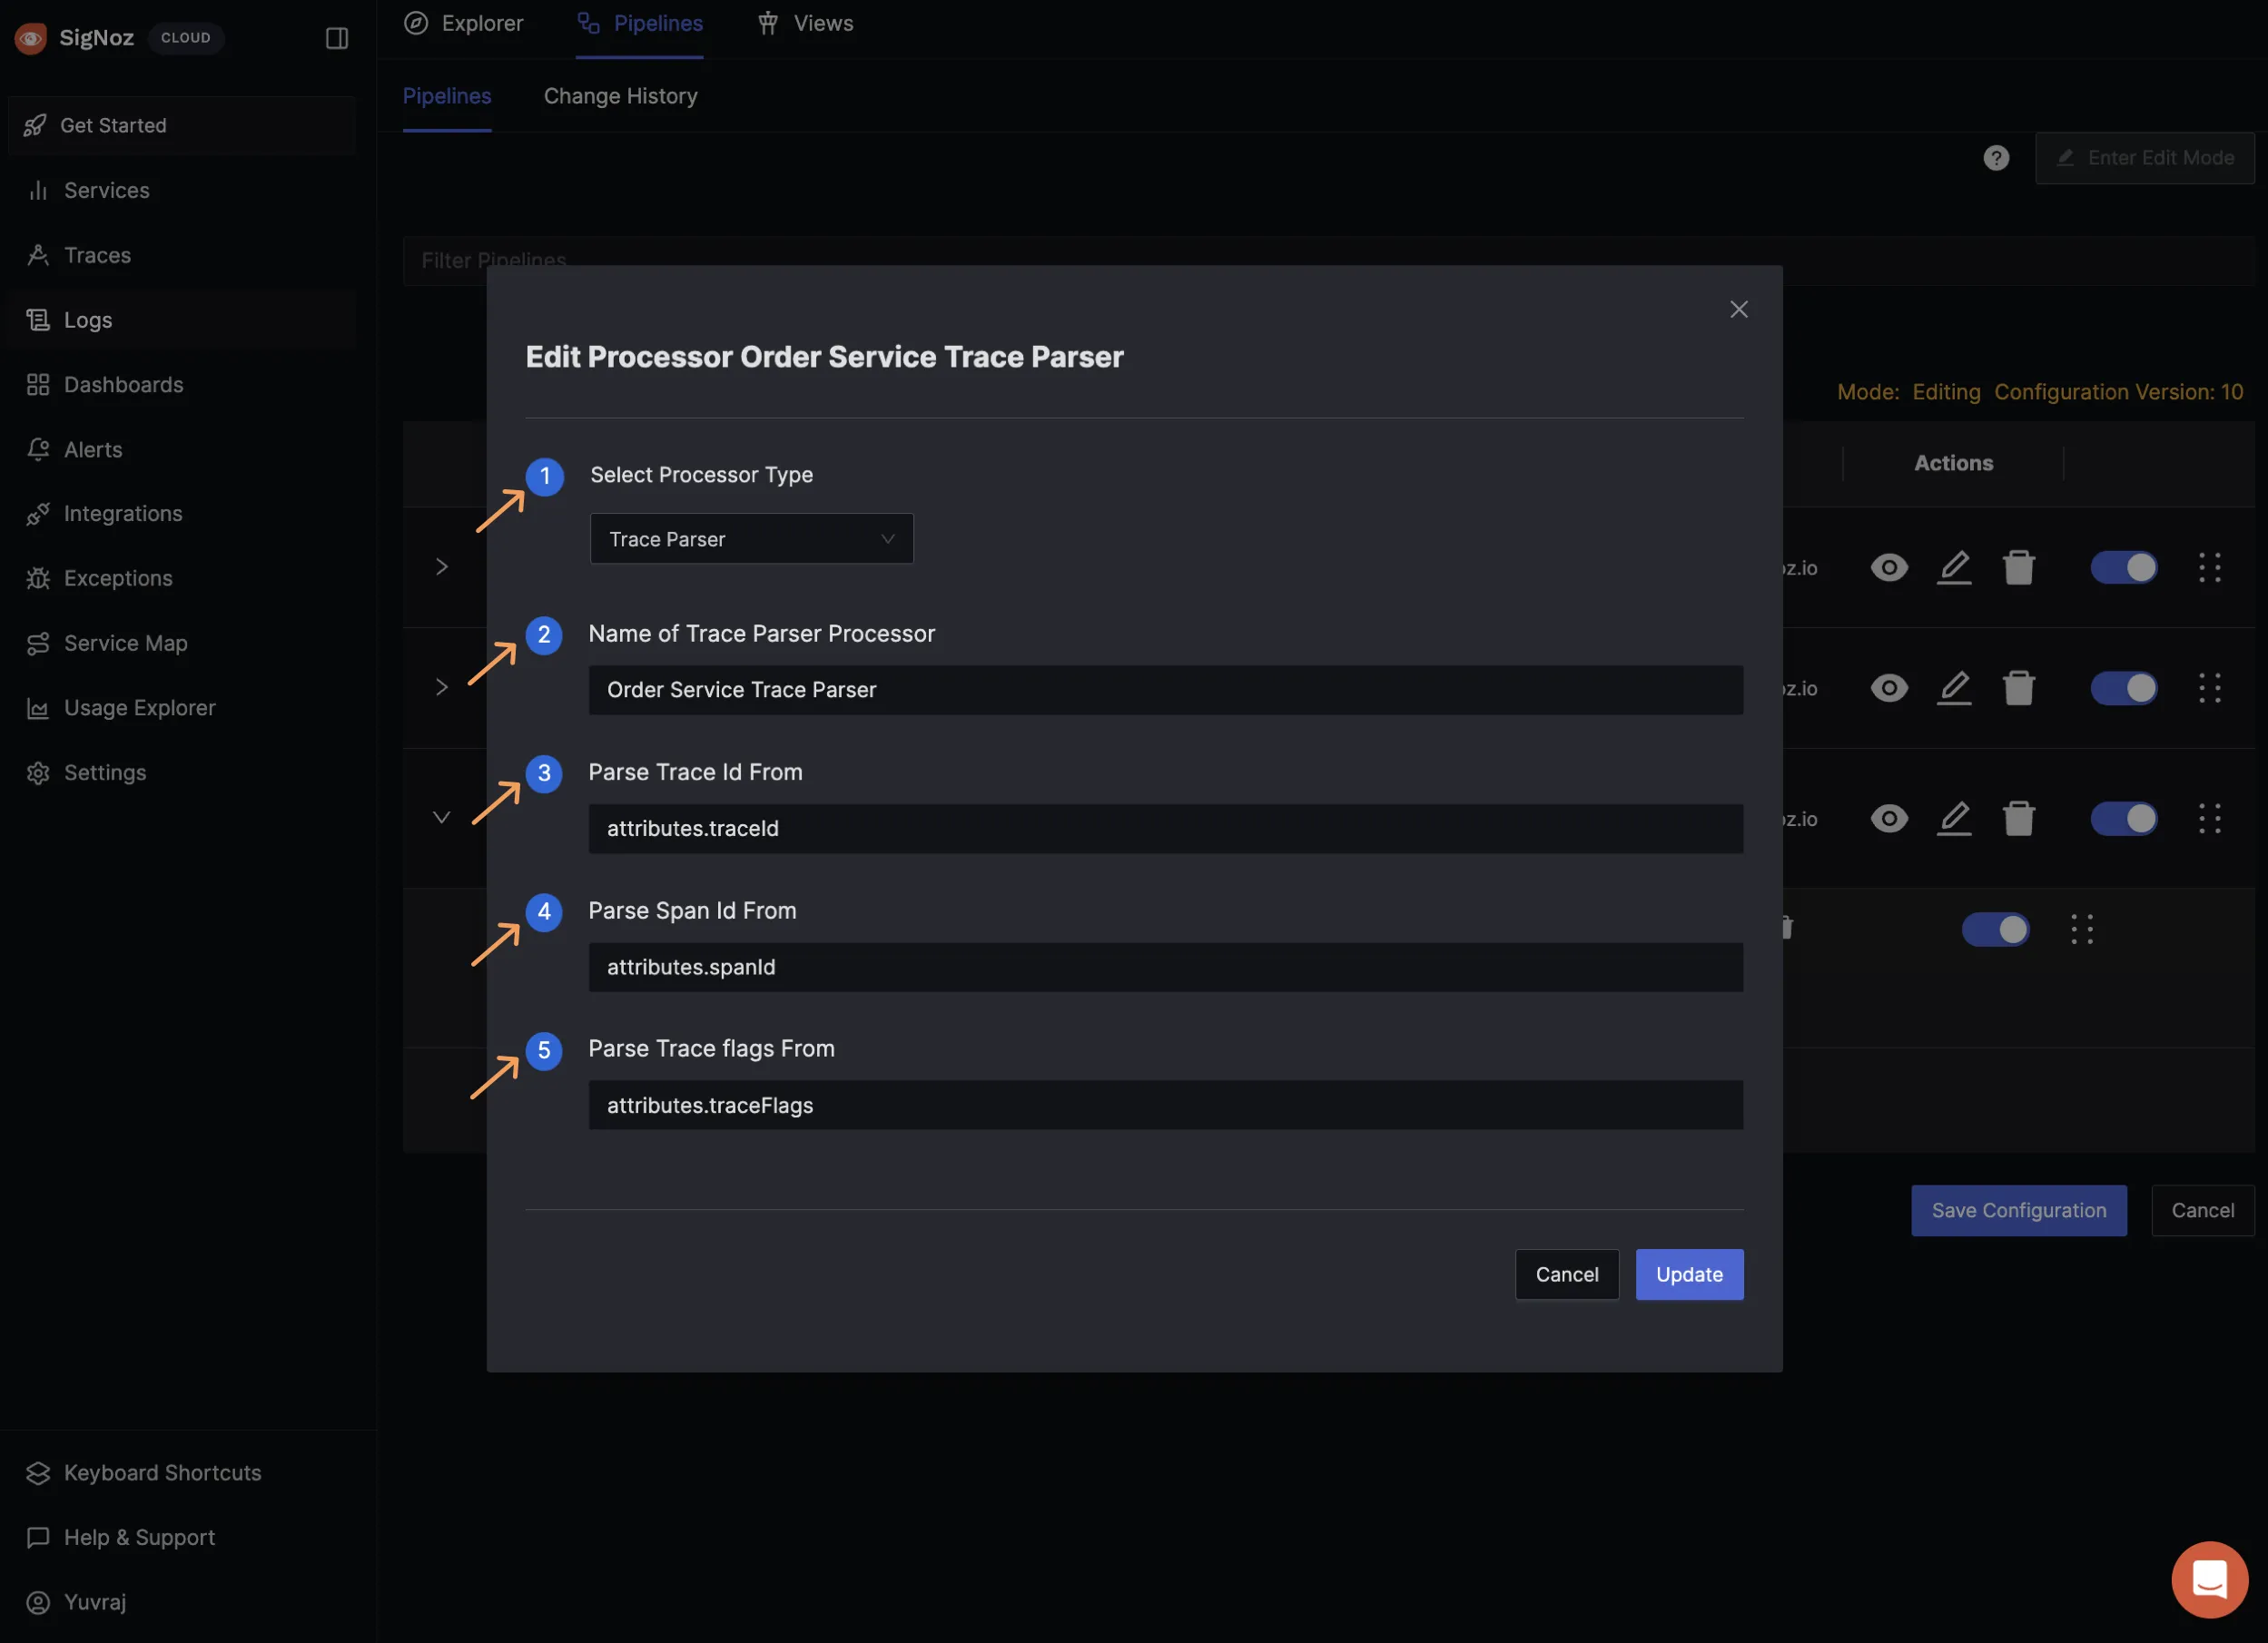 SigNoz CLOUD
Get Started
Services
Traces
Logs
Dashboards
Alerts
Integrations
Exceptions
Service Map
Usage Explorer
Settings
Keyboard Shortcuts
Help & Support
Yuvraj
Explorer Pipelines Views
Pipelines Change History
? Enter Edit Mode
Filter Pipelines
Mode: Editing Configuration Version: 10
Actions
oz.io
oz.io
oz.io
Save Configuration Cancel
Edit Processor Order Service Trace Parser
1 Select Processor Type
Trace Parser
2 Name of Trace Parser Processor
Order Service Trace Parser
3 Parse Trace Id From
attributes.traceId
4 Parse Span Id From
attributes.spanId
5 Parse Trace flags From
attributes.traceFlags
Cancel Update